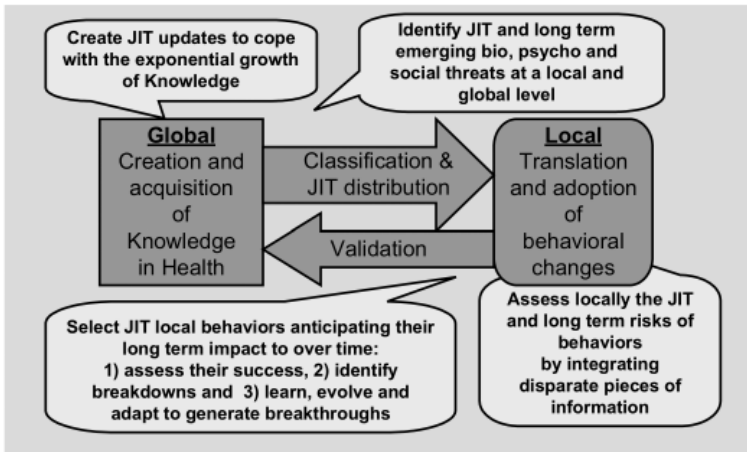 Create JIT updates to cope
with the exponential growth
of Knowledge
Identify JIT and long term
emerging bio, psycho and
social threats at a local and
global level
Global
Creation and
acquisition
of
Knowledge
in Health
Classification &
JIT distribution
Validation
Local
Translation
and adoption
of
behavioral
changes
Select JIT local behaviors anticipating their
long term impact to over time:
1) assess their success, 2) identify
breakdowns and 3) learn, evolve and
adapt to generate breakthroughs
Assess locally the JIT
and long term risks of
behaviors
by integrating
disparate pieces of
information